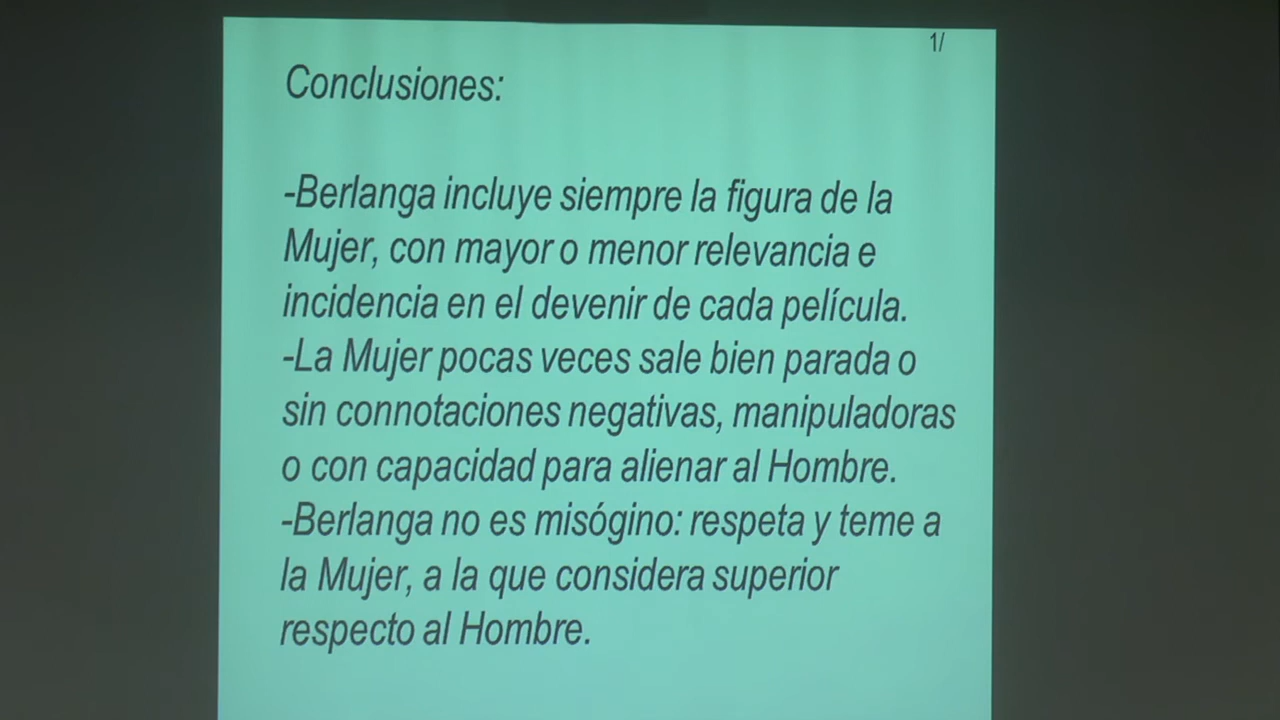 1/
Conclusiones:
-Berlanga incluye siempre la figura de la
Mujer, con mayor o menor relevancia e
incidencia en el devenir de cada película.
-La Mujer pocas veces sale bien parada o
sin connotaciones negativas, manipuladoras
o con capacidad para alienar al Hombre.
-Berlanga no es misógino: respeta y teme a
la Mujer, a la que considera superior
respecto al Hombre.